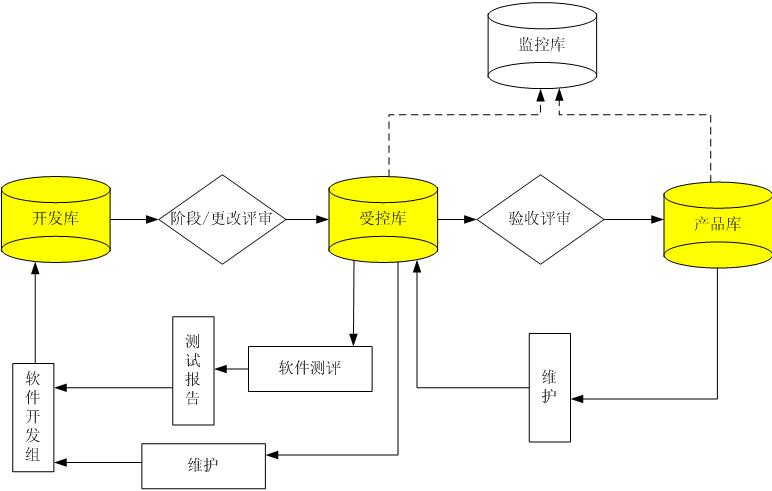 监控库
开发库
阶段/更改评审
受控库
验收评审
产品库
测试报告
软件测评
维护
软件开发组
维护